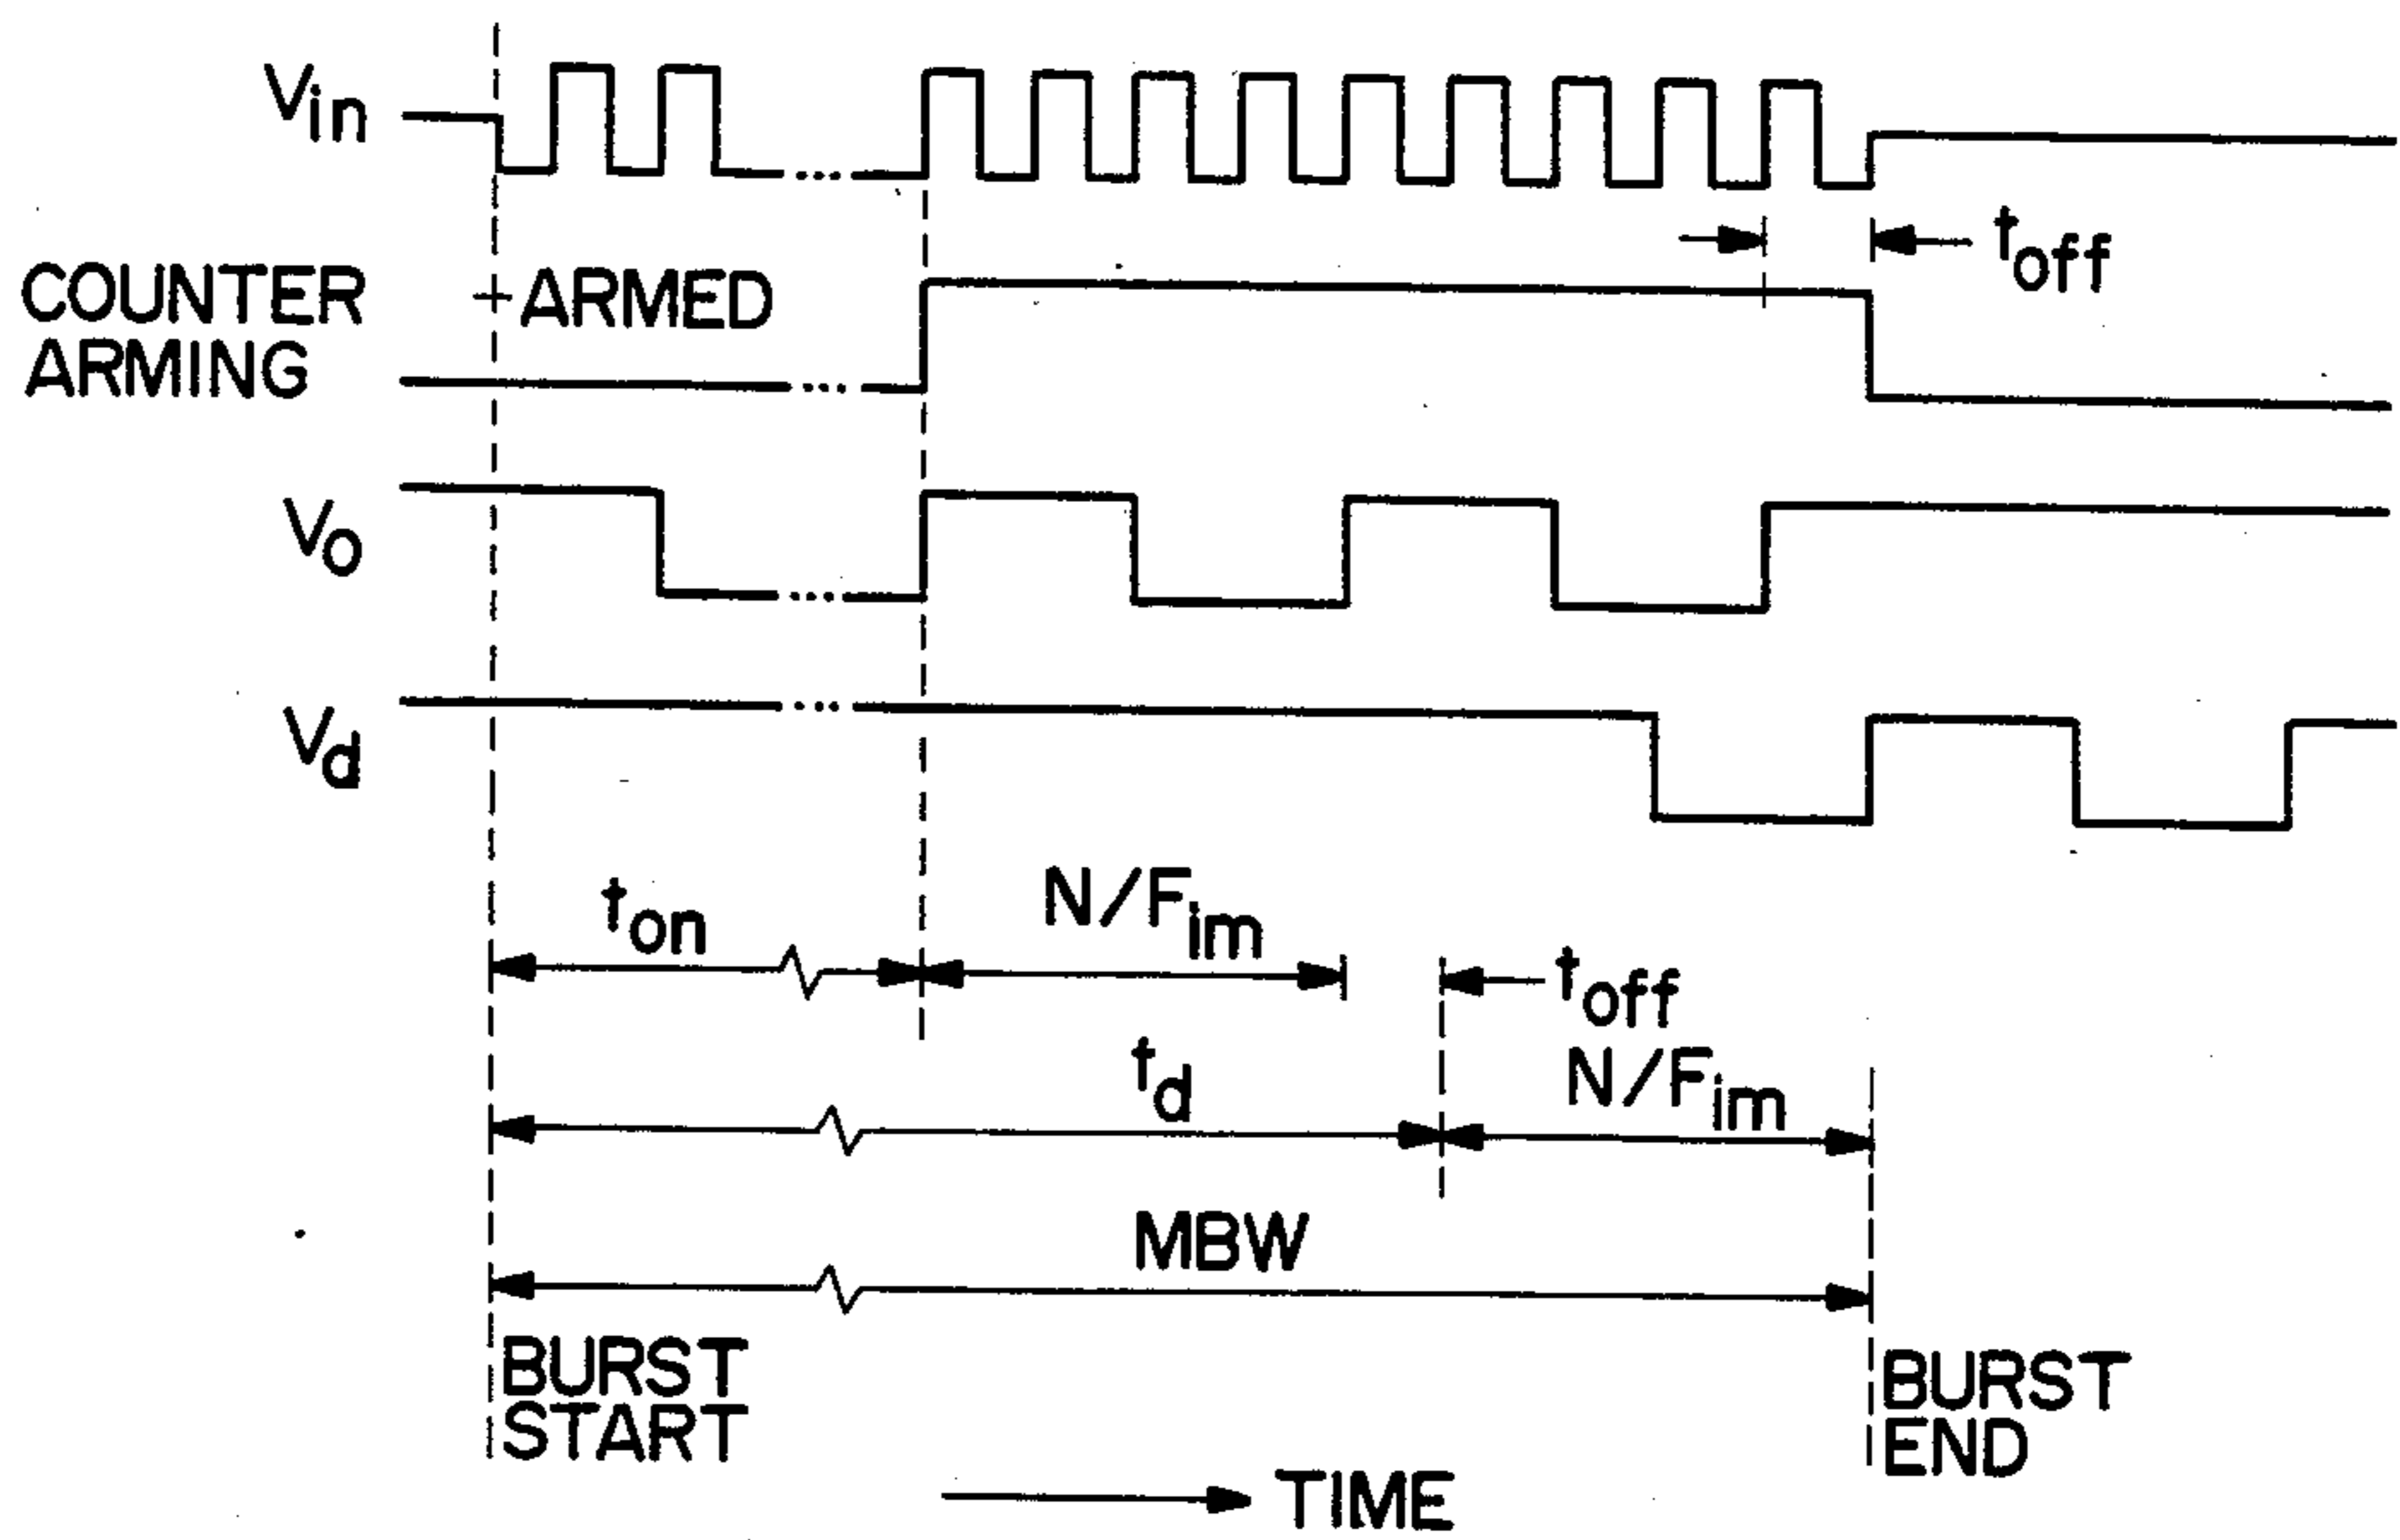 Vin
toff
COUNTER
ARMING
ARMED
Vo
Vd
ton
N/Fim
toff
td
N/Fim
MBW
BURST
START
BURST
END
TIME